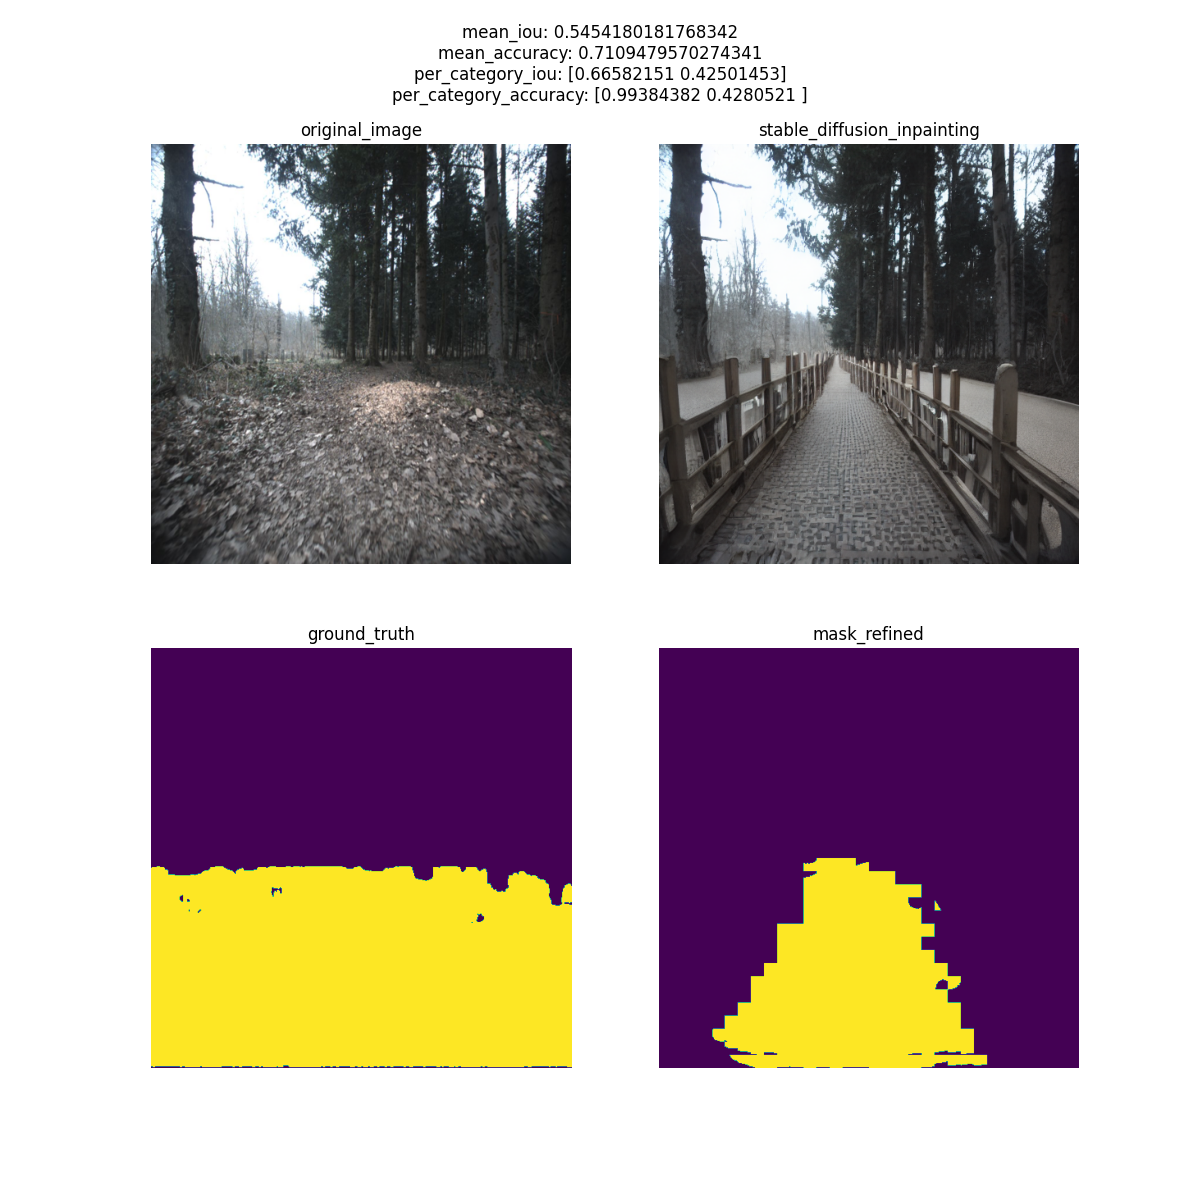 mean_iou: 0.5454180181768342
mean_accuracy: 0.7109479570274341
per_category_iou: [0.66582151 0.42501453]
per_category_accuracy: [0.99384382 0.4280521 ]
original_image
stable_diffusion_inpainting
ground_truth
mask_refined